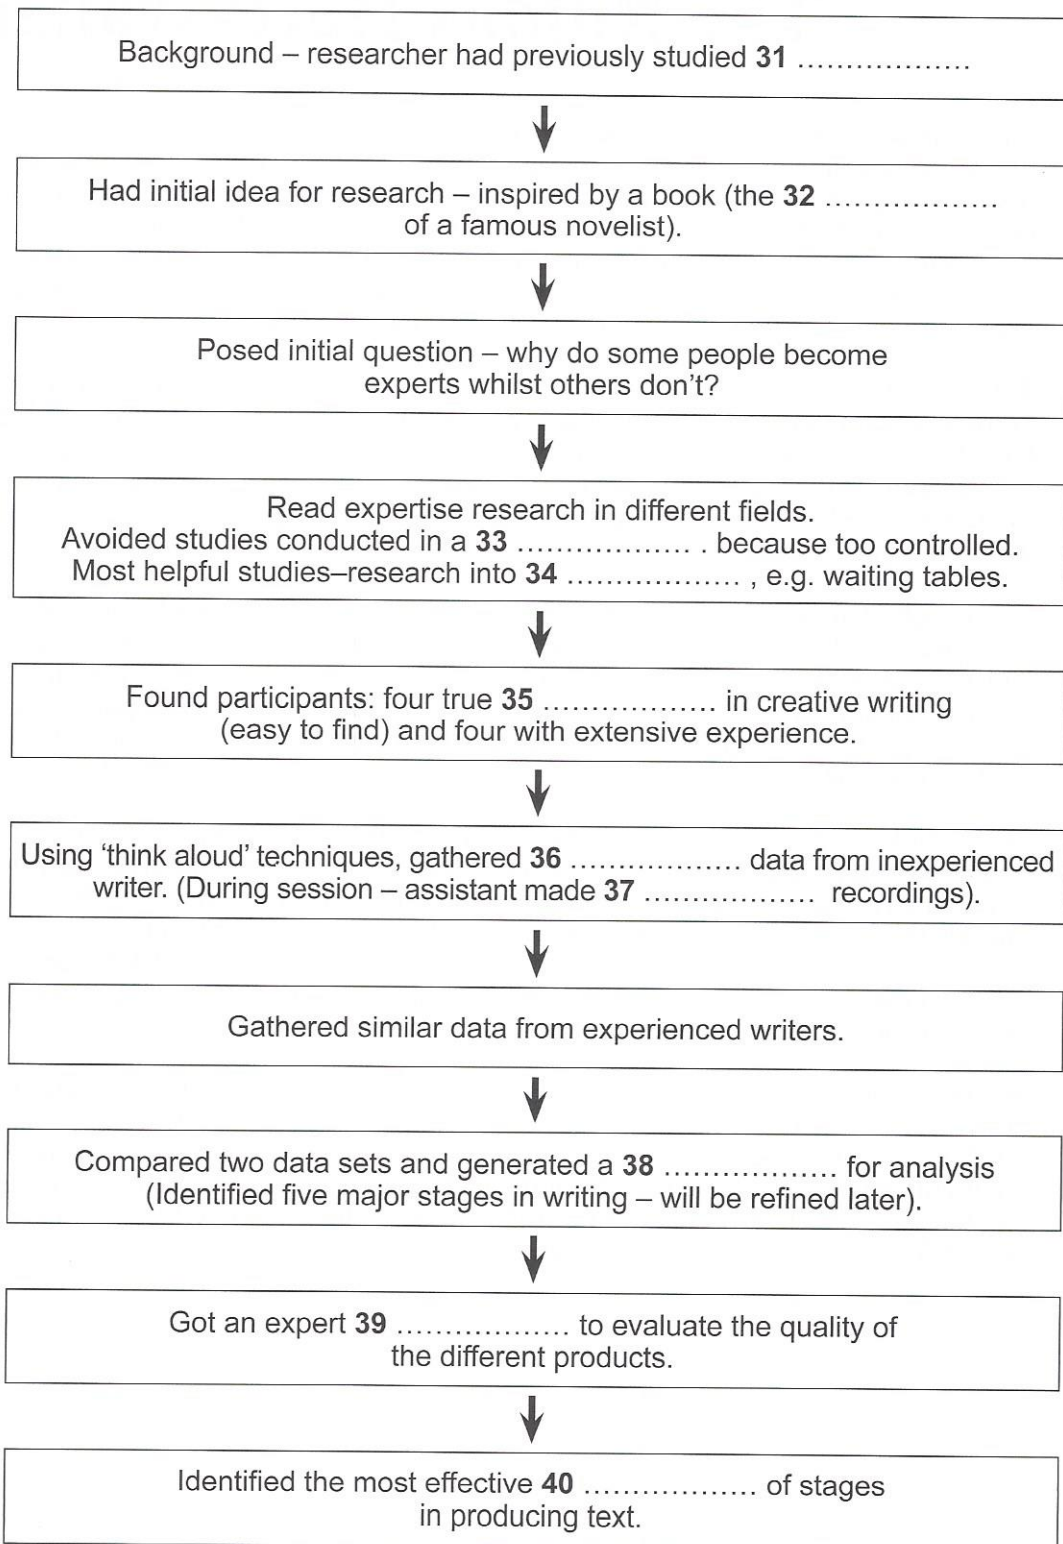 Background – researcher had previously studied 31 ..................
Had initial idea for research – inspired by a book (the 32 ..................
of a famous novelist).
Posed initial question – why do some people become
experts whilst others don't?
Read expertise research in different fields.
Avoided studies conducted in a 33 .................. . because too controlled.
Most helpful studies–research into 34 .................. , e.g. waiting tables.
Found participants: four true 35 .................. in creative writing
(easy to find) and four with extensive experience.
Using ‘think aloud’ techniques, gathered 36 .................. data from inexperienced
writer. (During session – assistant made 37 .................. recordings).
Gathered similar data from experienced writers.
Compared two data sets and generated a 38 .................. for analysis
(Identified five major stages in writing – will be refined later).
Got an expert 39 .................. to evaluate the quality of
the different products.
Identified the most effective 40 .................. of stages
in producing text.